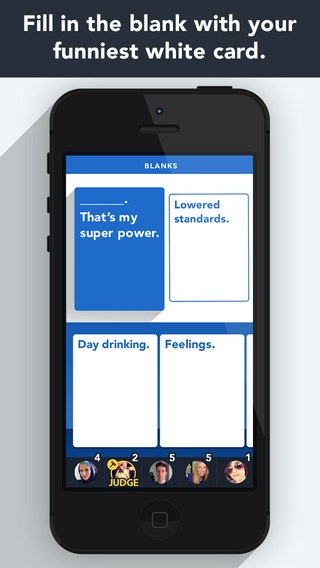 Fill in the blank with your
funniest white card.
BLANKS
______.
That's my
super power.
Lowered
standards.
Day drinking.
Feelings.
4
2
5
5
1
JUDGE